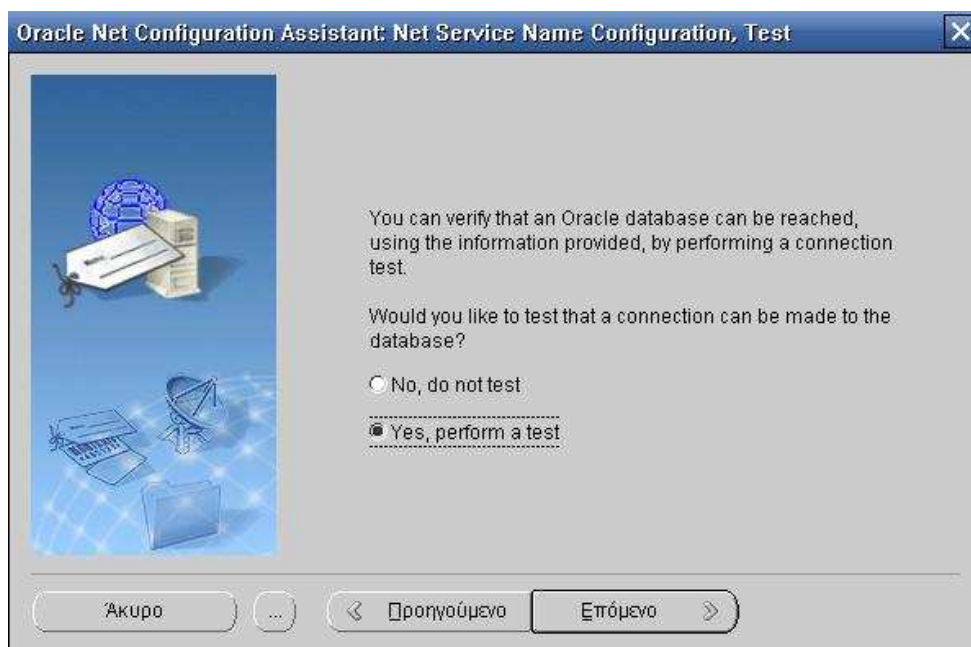 Oracle Net Configuration Assistant: Net Service Name Configuration, Test
You can verify that an Oracle database can be reached,
using the information provided, by performing a connection
test.
Would you like to test that a connection can be made to the
database?
No, do not test
Yes, perform a test
Άκυρο
...
Προηγούμενο
Επόμενο